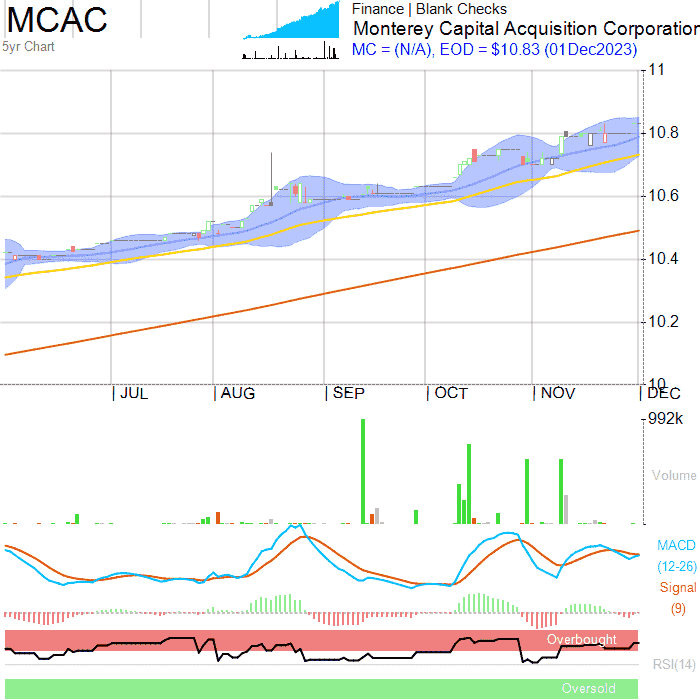 MCAC
5yr Chart
Finance | Blank Checks
Monterey Capital Acquisition Corporation
MC = (N/A), EOD = $10.83 (01Dec2023)
11
10.8
10.6
10.4
10.2
10
JUL AUG SEP OCT NOV DEC
992k
Volume
MACD
(12-26)
Signal
(9)
Overbought
RSI(14)
Oversold